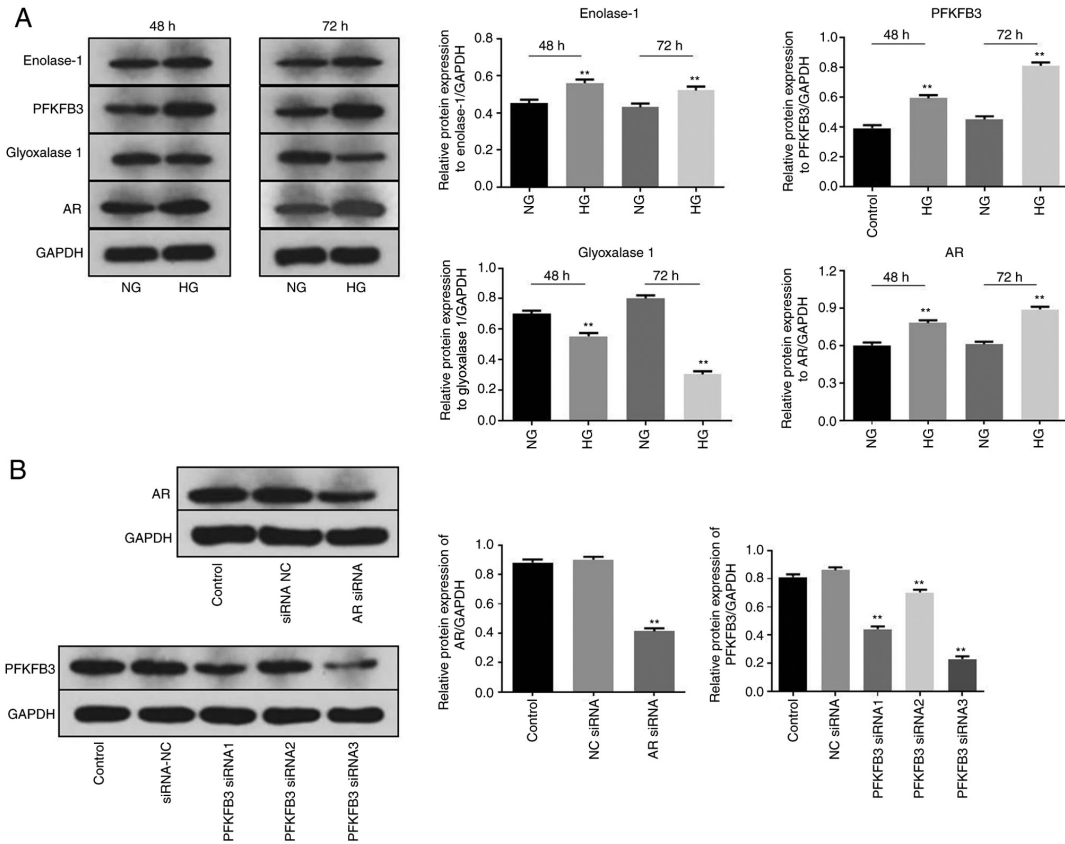 A
48 h
72 h
Enolase-1
PFKFB3
Glyoxalase 1
AR
GAPDH
NG HG NG HG
Enolase-1
Relative protein expression
to enolase-1/GAPDH
0.8
0.6
0.4
0.2
0.0
48 h
72 h
**
**
NG HG NG HG
PFKFB3
Relative protein expression
to PFKFB3/GAPDH
1.0
0.8
0.6
0.4
0.2
0.0
48 h
72 h
**
**
Control HG NG HG
Glyoxalase 1
Relative protein expression
to glyoxalase 1/GAPDH
1.0
0.8
0.6
0.4
0.2
0.0
48 h
72 h
**
**
NG HG NG HG
AR
Relative protein expression
to AR/GAPDH
1.2
0.9
0.6
0.3
0.0
48 h
72 h
**
**
NG HG NG HG
B
AR
GAPDH
Control siRNA NC AR siRNA
PFKFB3
GAPDH
Control siRNA-NC PFKFB3 siRNA1 PFKFB3 siRNA2 PFKFB3 siRNA3
Relative protein expression of
AR/GAPDH
1.0
0.8
0.6
0.4
0.2
0.0
**
Control NC siRNA AR siRNA
Relative protein expression of
PFKFB3/GAPDH
1.0
0.8
0.6
0.4
0.2
0.0
**
**
**
Control NC siRNA PFKFB3 siRNA1 PFKFB3 siRNA2 PFKFB3 siRNA3